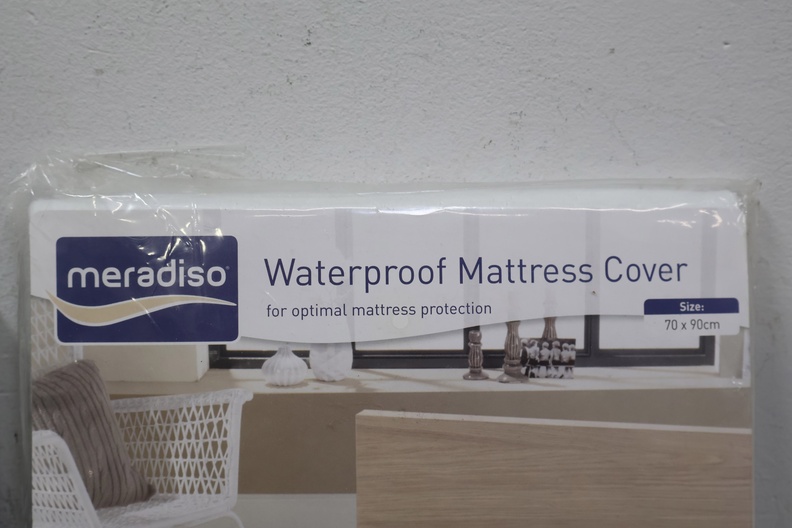 meradiso
Waterproof Mattress Cover
for optimal mattress protection
Size:
70 x 90cm